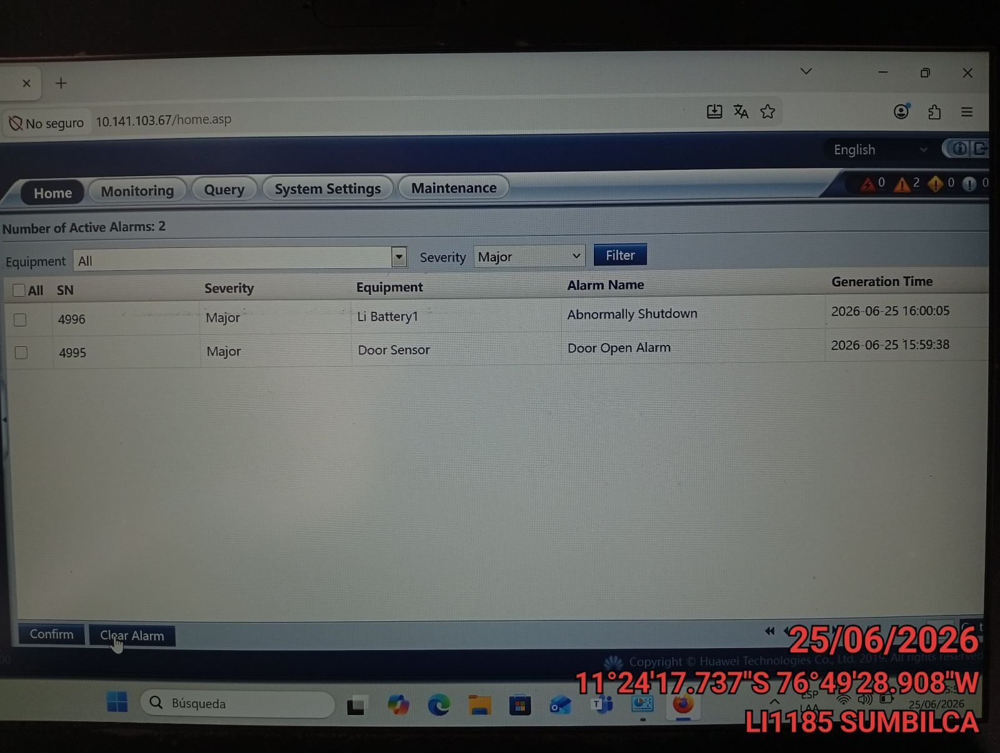 No seguro 10.141.103.67/home.asp
English
Home Monitoring Query System Settings Maintenance 0 2 0 0
Number of Active Alarms: 2
Equipment All Severity Major Filter
All SN Severity Equipment Alarm Name Generation Time
4996 Major Li Battery1 Abnormally Shutdown 2026-06-25 16:00:05
4995 Major Door Sensor Door Open Alarm 2026-06-25 15:59:38
Confirm Clear Alarm
25/06/2026
Copyright © Huawei Technologies Co., Ltd. 2019. All rights reserved
11°24'17.737"S 76°49'28.908"W
Búsqueda
ESP
LAA
25/06/2026
LI1185 SUMBILCA